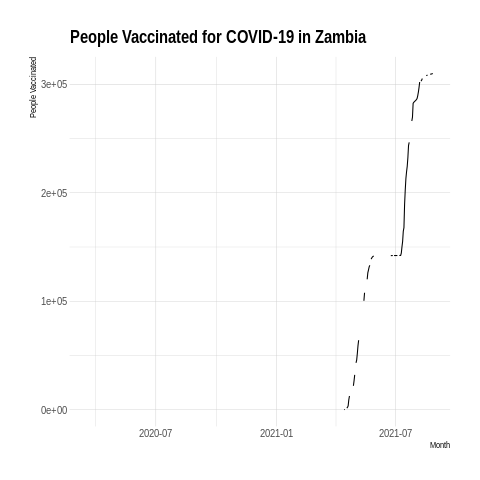 People Vaccinated for COVID-19 in Zambia
People Vaccinated
3e+05
2e+05
1e+05
0e+00
2020-07 2021-01 2021-07
Month